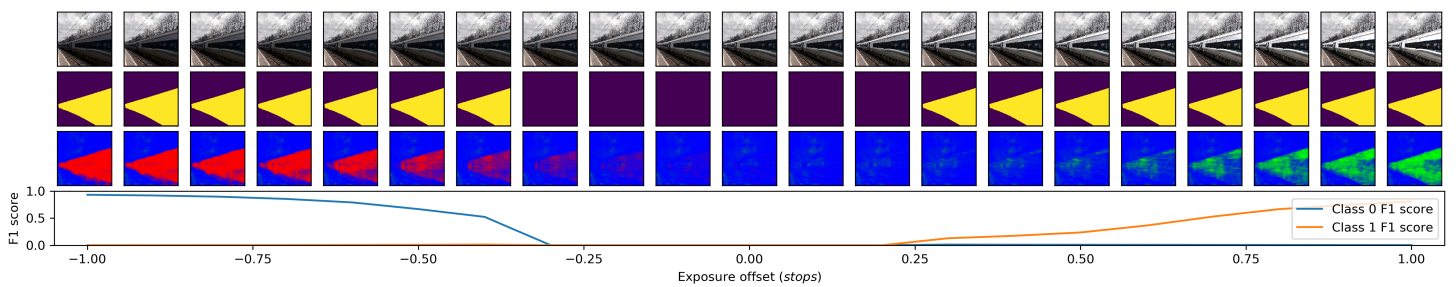 1.0
0.5
0.0
F1 score
Class 0 F1 score
Class 1 F1 score
−1.00 −0.75 −0.50 −0.25 0.00 0.25 0.50 0.75 1.00
Exposure offset (stops)